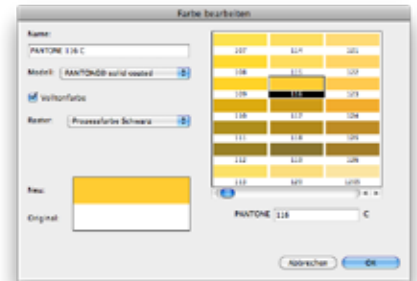 Farbe bearbeiten
Name:
PANTONE 116 C
Modell: PANTONE® solid coated
Volltonfarbe
Raster: Prozessfarbe Schwarz
Neu:
Original:
107 114 121
108 115 122
109 116 123
110 117 124
111 118 125
112 119 126
113 120 1205
PANTONE 116 C
Abbrechen OK